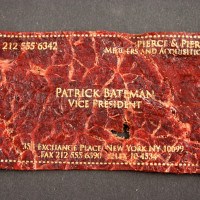 212 555 6342
PIERCE & PIERCE
MERGERS AND ACQUISITIONS
PATRICK BATEMAN
VICE PRESIDENT
EXCHANGE PLACE NEW YORK NY 10099
FAX 212 555 6390